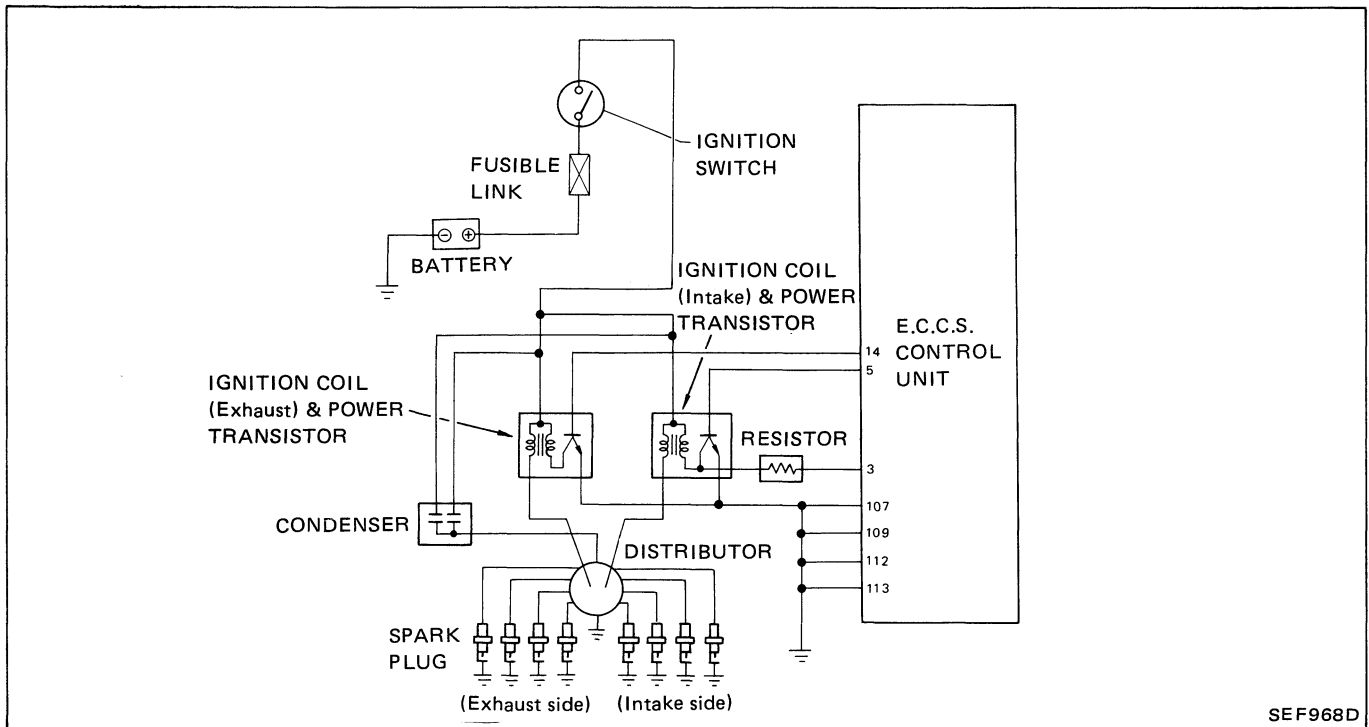 IGNITION
SWITCH
FUSIBLE
LINK
BATTERY
IGNITION COIL
(Intake) & POWER
TRANSISTOR
E.C.C.S.
CONTROL
UNIT
14
5
IGNITION COIL
(Exhaust) & POWER
TRANSISTOR
RESISTOR
3
107
109
112
113
CONDENSER
DISTRIBUTOR
SPARK
PLUG
(Exhaust side)
(Intake side)
SEF968D